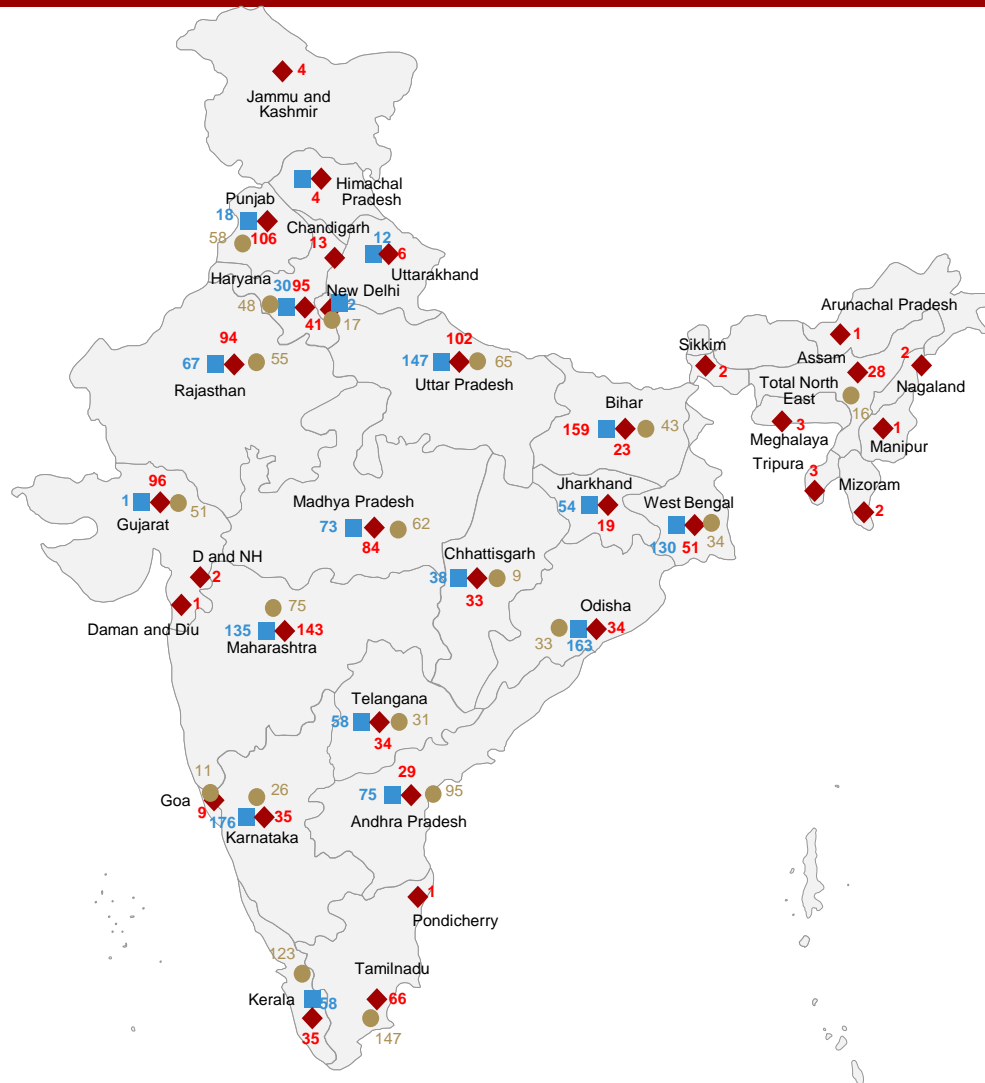 4
Jammu and
Kashmir
Himachal
Pradesh
4
Punjab
18
106
58
Chandigarh
13
12
6
Uttarakhand
Haryana
30
95
48
New Delhi
2
41
17
94
67
55
Rajasthan
102
147
65
Uttar Pradesh
Arunachal Pradesh
1
Sikkim
2
Assam
28
2
Nagaland
Total North
East
16
3
Meghalaya
1
Manipur
Tripura
3
Mizoram
2
Bihar
159
43
23
Jharkhand
54
19
West Bengal
130
51
34
96
1
51
Gujarat
Madhya Pradesh
73
62
84
Chhattisgarh
38
9
33
D and NH
2
1
Daman and Diu
75
135
143
Maharashtra
Odisha
34
33
163
Telangana
58
31
34
11
Goa
9
26
176
35
Karnataka
29
75
95
Andhra Pradesh
1
Pondicherry
123
Kerala
58
35
Tamilnadu
66
147